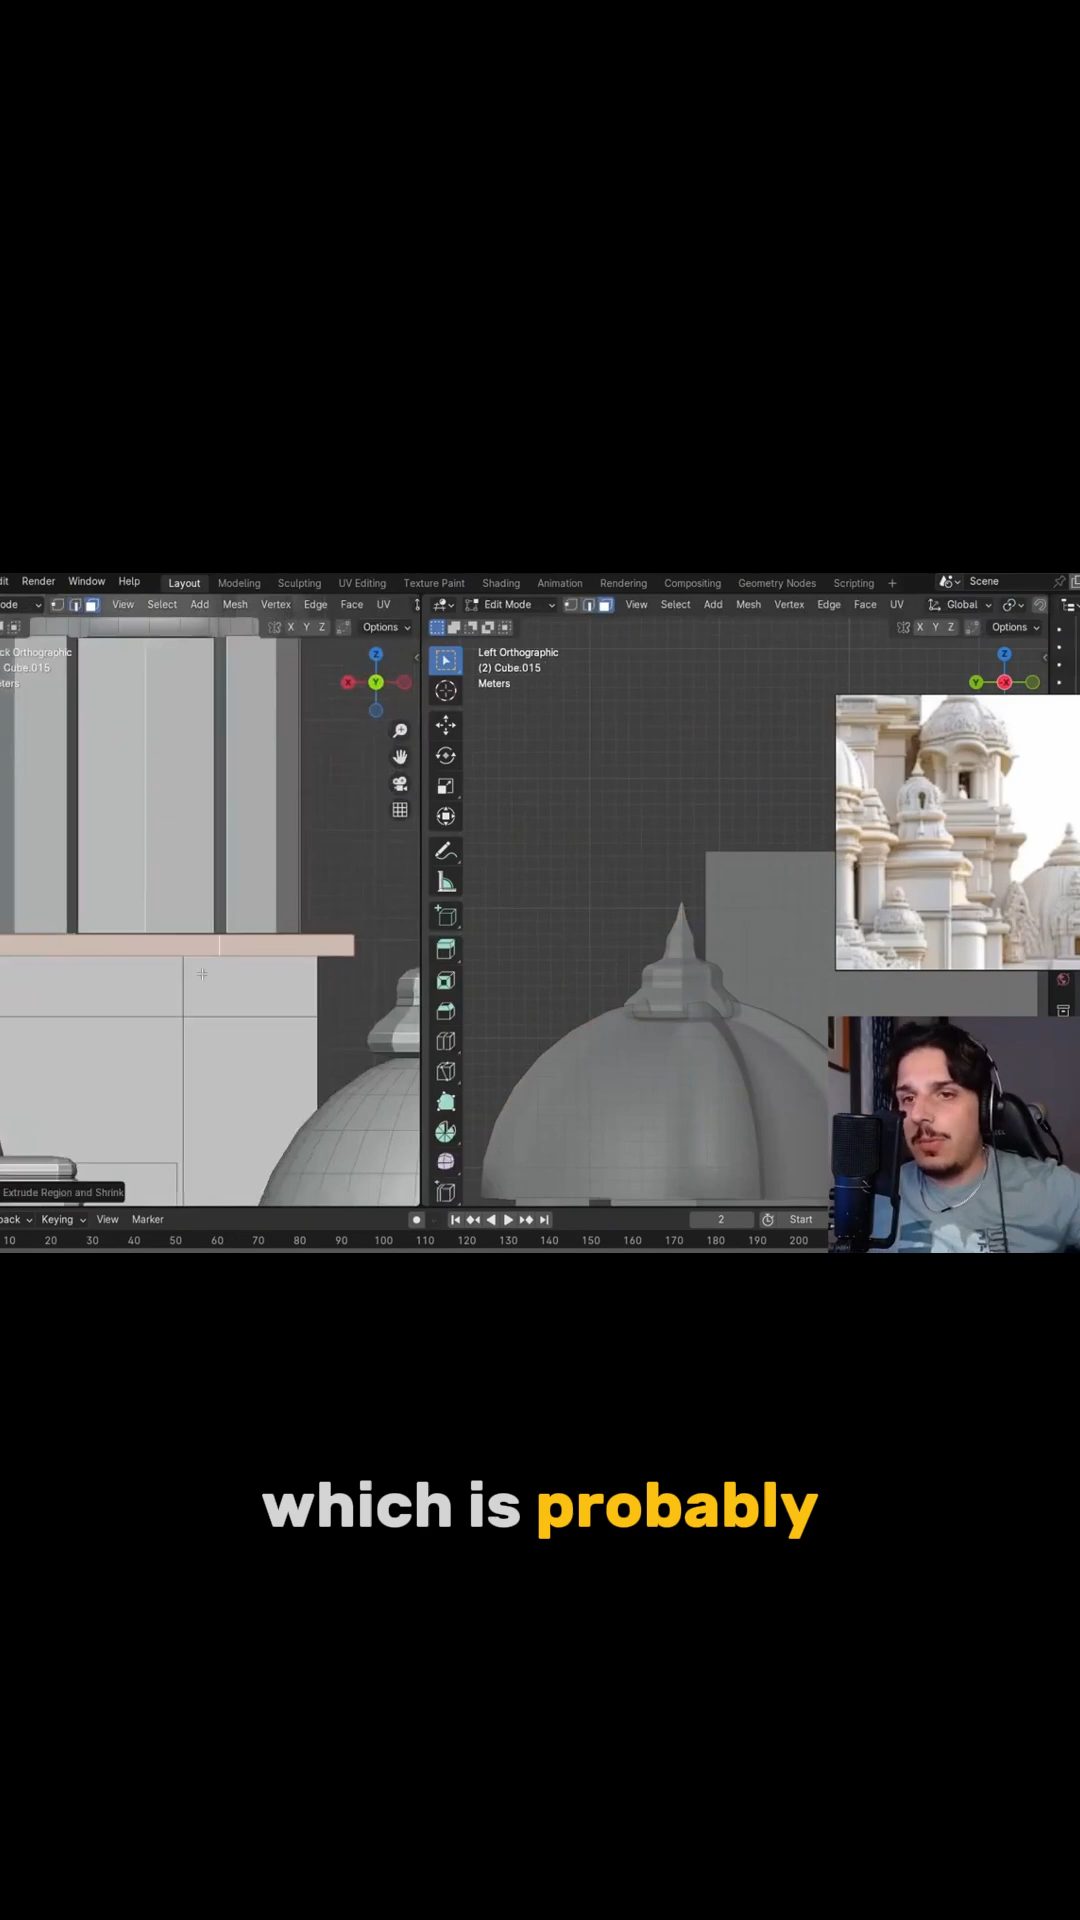 dit Render Window Help Layout Modeling Sculpting UV Editing Texture Paint Shading Animation Rendering Compositing Geometry Nodes Scripting + Scene
ode View Select Add Mesh Vertex Edge Face UV Edit Mode View Select Add Mesh Vertex Edge Face UV Global
X Y Z Options X Y Z Options
ck Orthographic
Cube.015
eters
Z
X Y
Left Orthographic
(2) Cube.015
Meters
Z
Y -X
Extrude Region and Shrink
back Keying View Marker 2 Start
10 20 30 40 50 60 70 80 90 100 110 120 130 140 150 160 170 180 190 200
which is probably